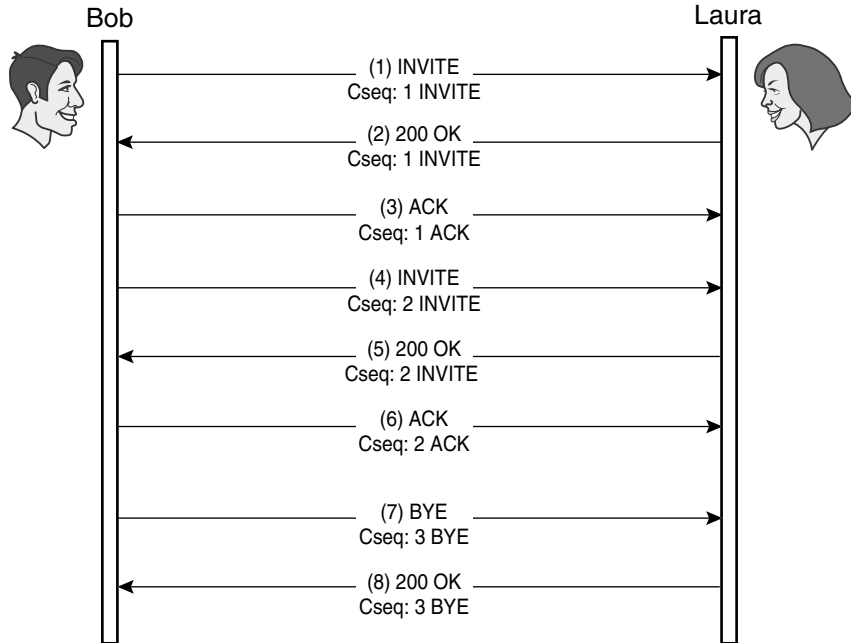 Bob
Laura
(1) INVITE
Cseq: 1 INVITE
(2) 200 OK
Cseq: 1 INVITE
(3) ACK
Cseq: 1 ACK
(4) INVITE
Cseq: 2 INVITE
(5) 200 OK
Cseq: 2 INVITE
(6) ACK
Cseq: 2 ACK
(7) BYE
Cseq: 3 BYE
(8) 200 OK
Cseq: 3 BYE